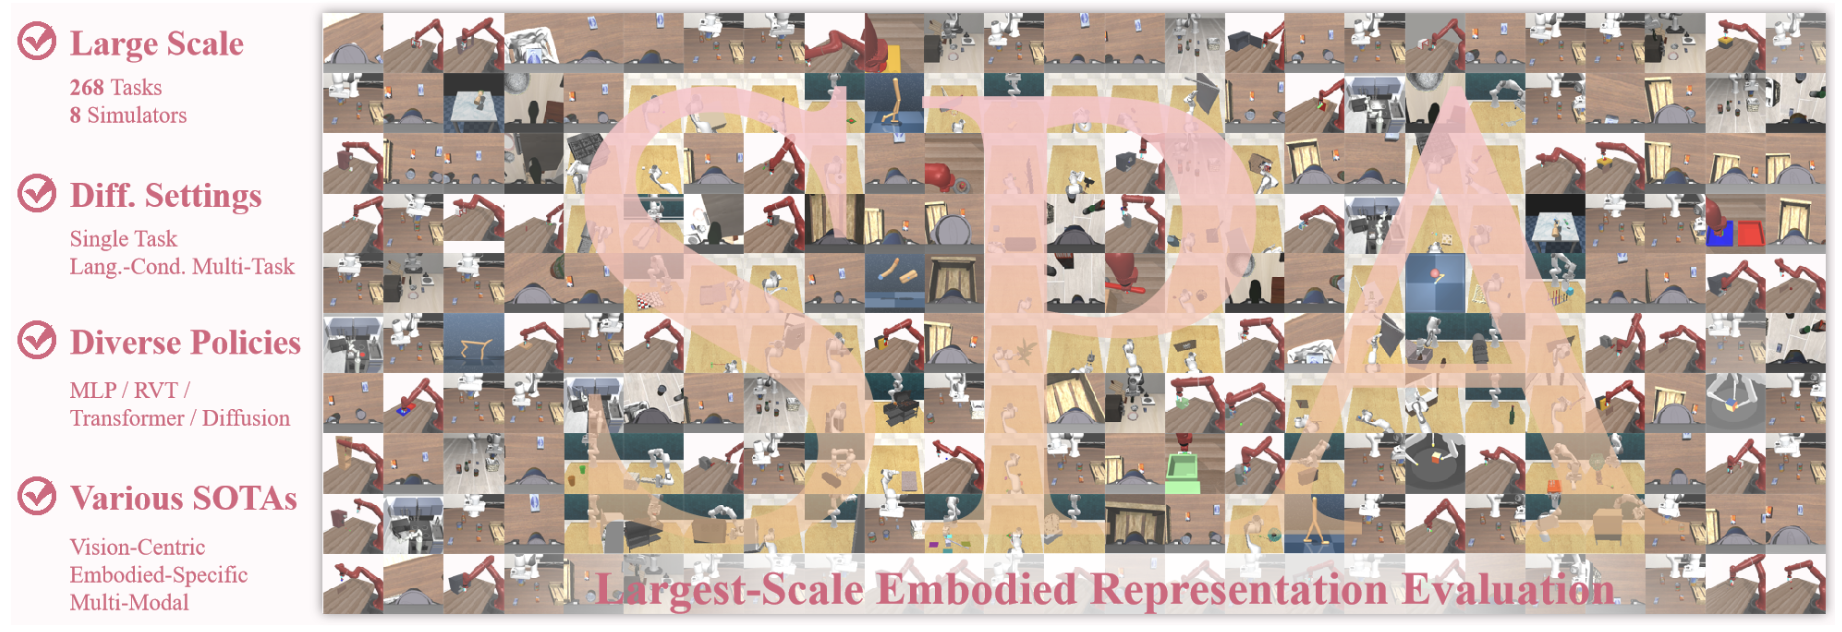 Large Scale
268 Tasks
8 Simulators
Diff. Settings
Single Task
Lang.-Cond. Multi-Task
Diverse Policies
MLP / RVT /
Transformer / Diffusion
Various SOTAs
Vision-Centric
Embodied-Specific
Multi-Modal
SPA
Largest-Scale Embodied Representation Evaluation